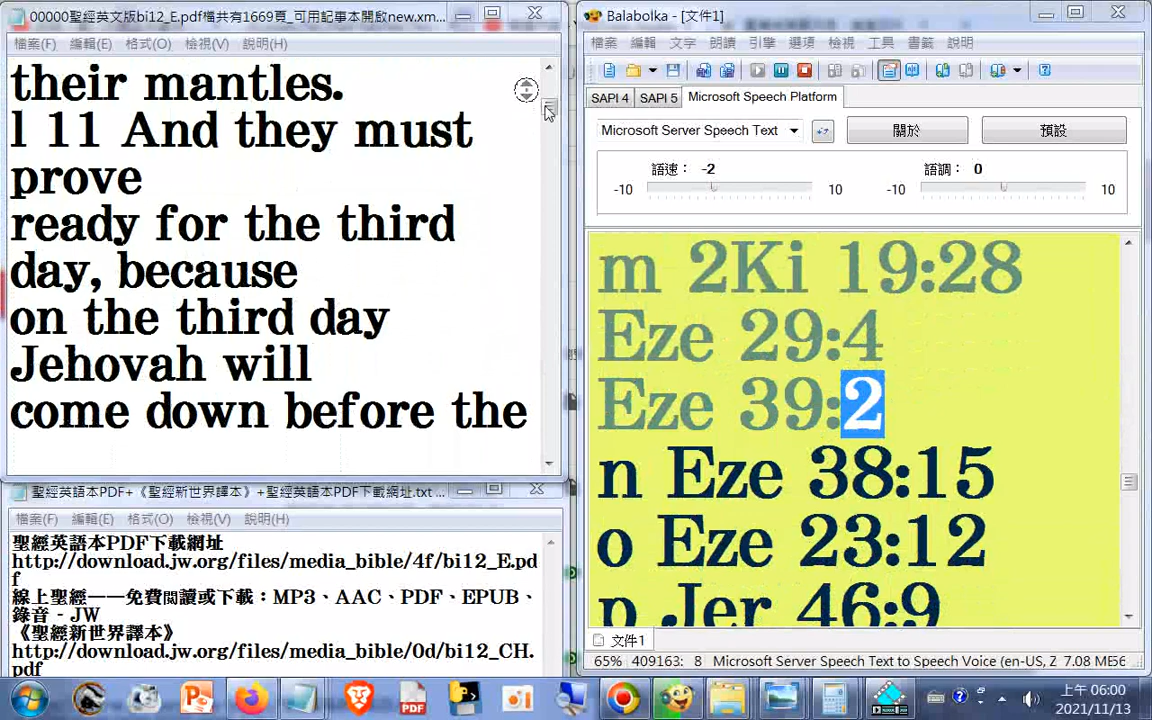 00000聖經英文版bi12_E.pdf檔共有1669頁_可用記事本開啟new.xm...
檔案(F) 編輯(E) 格式(O) 檢視(V) 說明(H)
their mantles.
l 11 And they must
prove
ready for the third
day, because
on the third day
Jehovah will
come down before the
聖經英語本PDF+《聖經新世界譯本》+聖經英語本PDF下載網址.txt ...
檔案(F) 編輯(E) 格式(O) 檢視(V) 說明(H)
聖經英語本PDF下載網址
http://download.jw.org/files/media_bible/4f/bi12_E.pd
f
線上聖經——免費閱讀或下載：MP3、AAC、PDF、EPUB、
錄音 - JW
《聖經新世界譯本》
http://download.jw.org/files/media_bible/0d/bi12_CH.
pdf
Balabolka - [文件1]
檔案 編輯 文字 朗讀 引擎 選項 檢視 工具 書籤 說明
SAPI 4 SAPI 5 Microsoft Speech Platform
Microsoft Server Speech Text 關於 預設
語速： -2 語調： 0
-10 10 -10 10
m 2Ki 19:28
Eze 29:4
Eze 39:2
n Eze 38:15
o Eze 23:12
p Jer 46:9
文件1
65% 409163: 8 Microsoft Server Speech Text to Speech Voice (en-US, Z 7.08 ME56
上午 06:00
2021/11/13